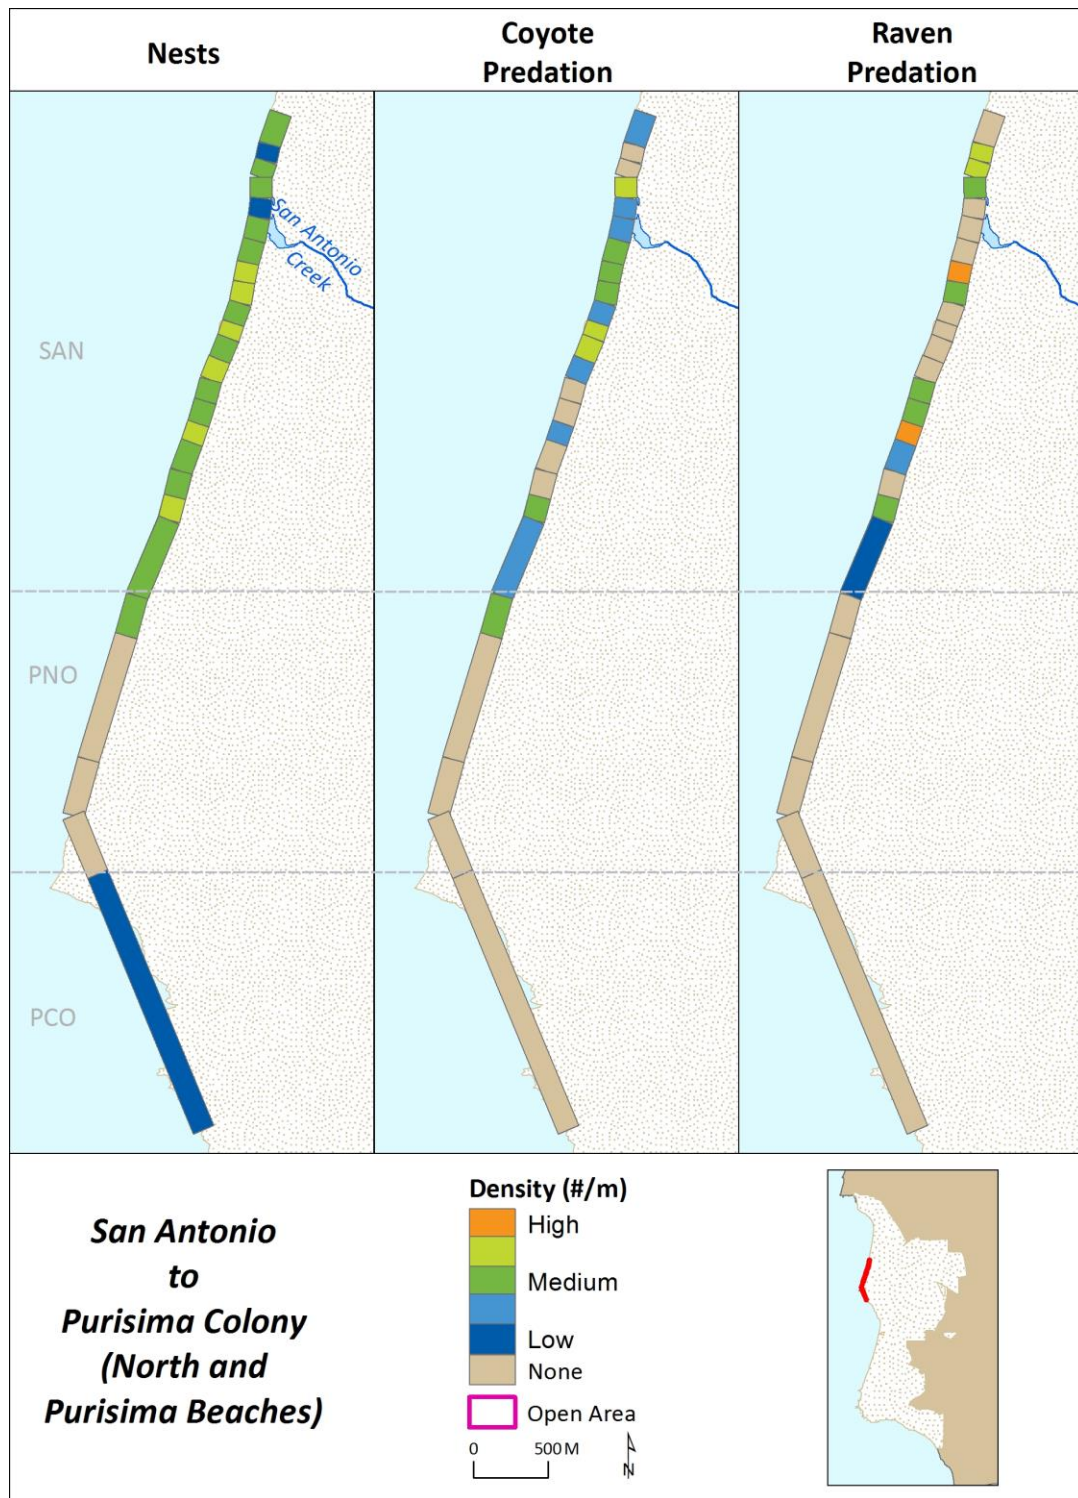 Nests
Coyote
Predation
Raven
Predation
San Antonio
Creek
SAN
PNO
PCO
San Antonio
to
Purisima Colony
(North and
Purisima Beaches)
Density (#/m)
High
Medium
Low
None
Open Area
0 500 M
N